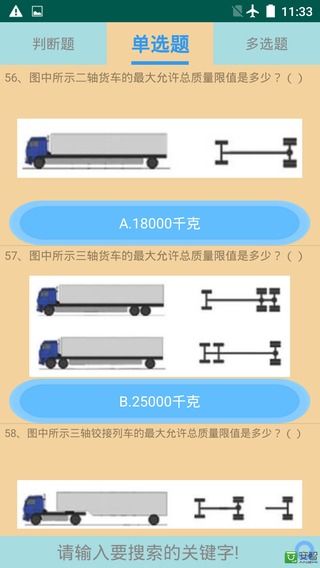 11:33
判断题
单选题
多选题
56、图中所示二轴货车的最大允许总质量限值是多少？( )
A.18000千克
57、图中所示三轴货车的最大允许总质量限值是多少？( )
B.25000千克
58、图中所示三轴铰接列车的最大允许总质量限值是多少？( )
请输入要搜索的关键字!
安智